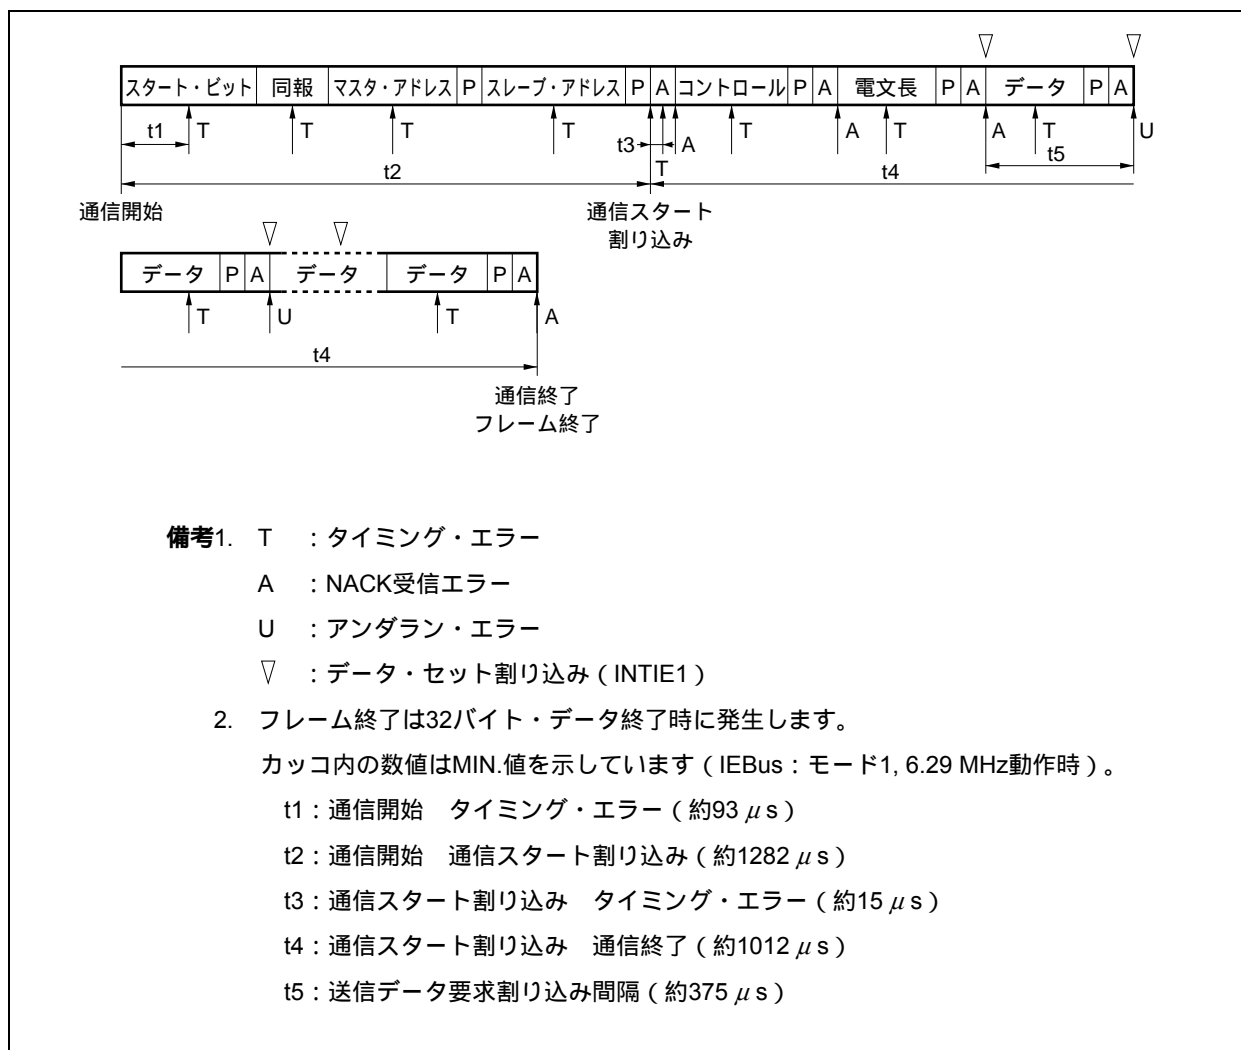 スタート・ビット 同報 マスタ・アドレス P スレーブ・アドレス P A コントロール P A 電文長 P A データ P A
t1 T T T T t3 A T A T A T U
T t5
t2 t4
通信開始 通信スタート
割り込み
データ P A データ データ P A
T U T A
t4
通信終了
フレーム終了
備考1. T :タイミング・エラー
A :NACK受信エラー
U :アンダラン・エラー
▽ :データ・セット割り込み(INTIE1)
2. フレーム終了は32バイト・データ終了時に発生します。
カッコ内の数値はMIN.値を示しています(IEBus:モード1, 6.29 MHz動作時)。
t1:通信開始 タイミング・エラー(約93 μs)
t2:通信開始 通信スタート割り込み(約1282 μs)
t3:通信スタート割り込み タイミング・エラー(約15 μs)
t4:通信スタート割り込み 通信終了(約1012 μs)
t5:送信データ要求割り込み間隔(約375 μs)